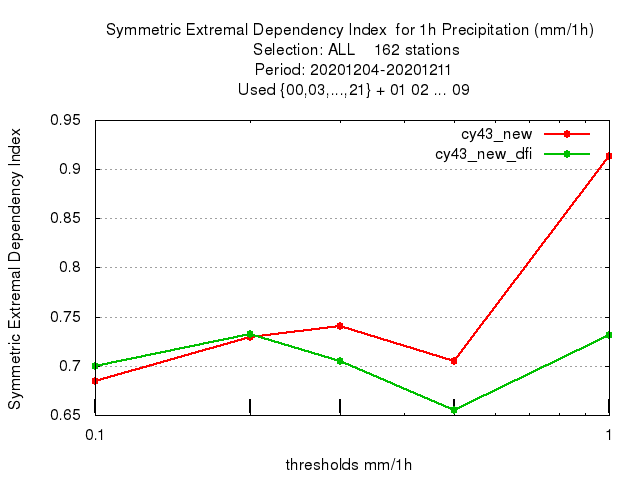 Symmetric Extremal Dependency Index  for 1h Precipitation (mm/1h)
Selection: ALL    162 stations
Period: 20201204-20201211
Used {00,03,...,21} + 01 02 ... 09
cy43_new
cy43_new_dfi
Symmetric Extremal Dependency Index
0.95
0.9
0.85
0.8
0.75
0.7
0.65
0.1
1
thresholds mm/1h